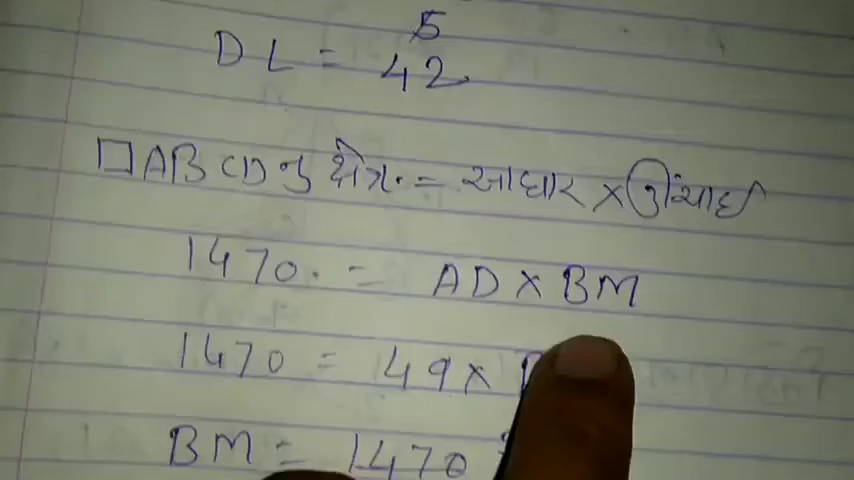 5
DL = 42
□ABCDનું ક્ષેત્ર. = આધાર × ઊંચાઈ
1470. = AD × BM
1470 = 49 ×
BM = 1470